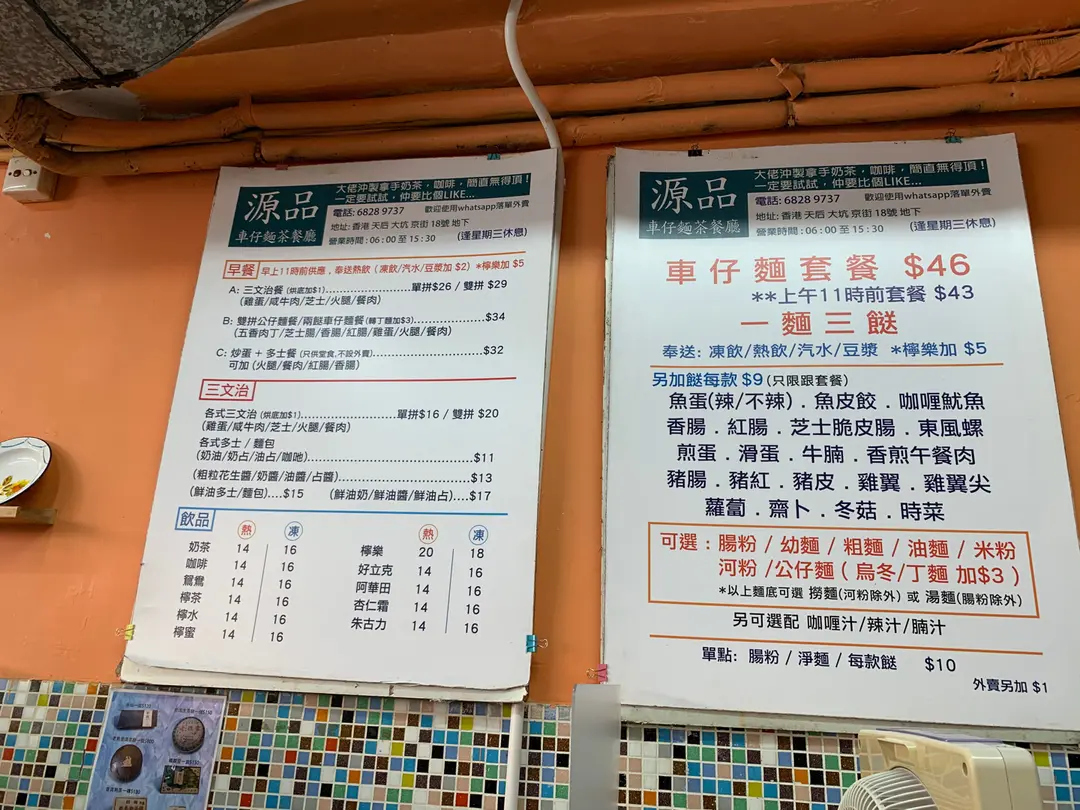 源品
車仔麵茶餐廳
大佬沖製拿手奶茶，咖啡，簡直無得頂！
一定要試試，仲要比個LIKE...
電話: 6828 9737 歡迎使用whatsapp落單外賣
地址: 香港 天后 大坑 京街 18號 地下
營業時間 : 06 : 00 至 15 : 30 (逢星期三休息)
早餐 早上11時前供應，奉送熱飲 ( 凍飲/汽水/豆漿加 $2 ) *檸樂加 $5
A: 三文治餐 (烘底加$1)........................單拼$26 / 雙拼 $29
(雞蛋/咸牛肉/芝士/火腿/餐肉)
B: 雙拼公仔麵餐/兩餸車仔麵餐 (轉丁麵加$3)....................$34
(五香肉丁/芝士腸/香腸/紅腸/雞蛋/火腿/餐肉)
C: 炒蛋 + 多士餐 (只供堂食,不設外賣)..............................$32
可加 (火腿/餐肉/紅腸/香腸)
三文治
各式三文治 (烘底加$1)..........................單拼$16 / 雙拼 $20
(雞蛋/咸牛肉/芝士/火腿/餐肉)
各式多士 / 麵包
(奶油/奶占/油占/咖吔)..........................................$11
(粗粒花生醬/奶醬/油醬/占醬)................................$13
(鮮油多士/麵包)....$15 (鮮油奶/鮮油醬/鮮油占)....$17
飲品 熱 凍 熱 凍
奶茶 14 16 檸樂 20 18
咖啡 14 16 好立克 14 16
鴛鴦 14 16 阿華田 14 16
檸茶 14 16 杏仁霜 14 16
檸水 14 16 朱古力 14 16
檸蜜 14 16
源品
車仔麵茶餐廳
大佬沖製拿手奶茶，咖啡，簡直無得頂！
一定要試試，仲要比個LIKE...
電話: 6828 9737 歡迎使用whatsapp落單外賣
地址: 香港 天后 大坑 京街 18號 地下
營業時間 : 06 : 00 至 15 : 30 (逢星期三休息)
車仔麵套餐 $46
**上午11時前套餐 $43
一麵三餸
奉送: 凍飲/熱飲/汽水/豆漿 *檸樂加 $5
另加餸每款 $9 (只限跟套餐)
魚蛋(辣/不辣) . 魚皮餃 . 咖喱魷魚
香腸 . 紅腸 . 芝士脆皮腸 . 東風螺
煎蛋 . 滑蛋 . 牛腩 . 香煎午餐肉
豬腸 . 豬紅 . 豬皮 . 雞翼 . 雞翼尖
蘿蔔 . 齋卜 . 冬菇 . 時菜
可選 : 腸粉 / 幼麵 / 粗麵 / 油麵 / 米粉
河粉 /公仔麵 ( 烏冬/丁麵 加$3 )
*以上麵底可選 撈麵(河粉除外) 或 湯麵(腸粉除外)
另可選配 咖喱汁/辣汁/腩汁
單點: 腸粉 / 淨麵 / 每款餸 $10
外賣另加 $1